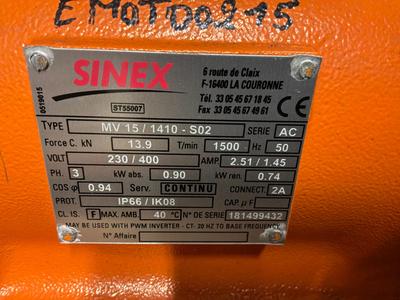 EMOTD0215
SINEX
6 route de Claix
F-16400 LA COURONNE
Tél. 33 05 45 67 18 45
Fax 33 05 45 67 49 61
CE
0519015
ST55007
TYPE MV 15 / 1410 - S02 SERIE AC
Force C. kN 13.9 T/min 1500 Hz 50
VOLT 230 / 400 AMP. 2.51 / 1.45
PH. 3 kW abs. 0.90 kW ren. 0.74
COS φ 0.94 Serv. CONTINU CONNECT. 2A
PROT. IP66 / IK08 CAP. µ F
CL. IS. F MAX. AMB. 40 °C N° DE SERIE 181499432
MAY BE USED WITH PWM INVERTER - CT- 20 HZ TO BASE FREQUENCY
N° Affaire